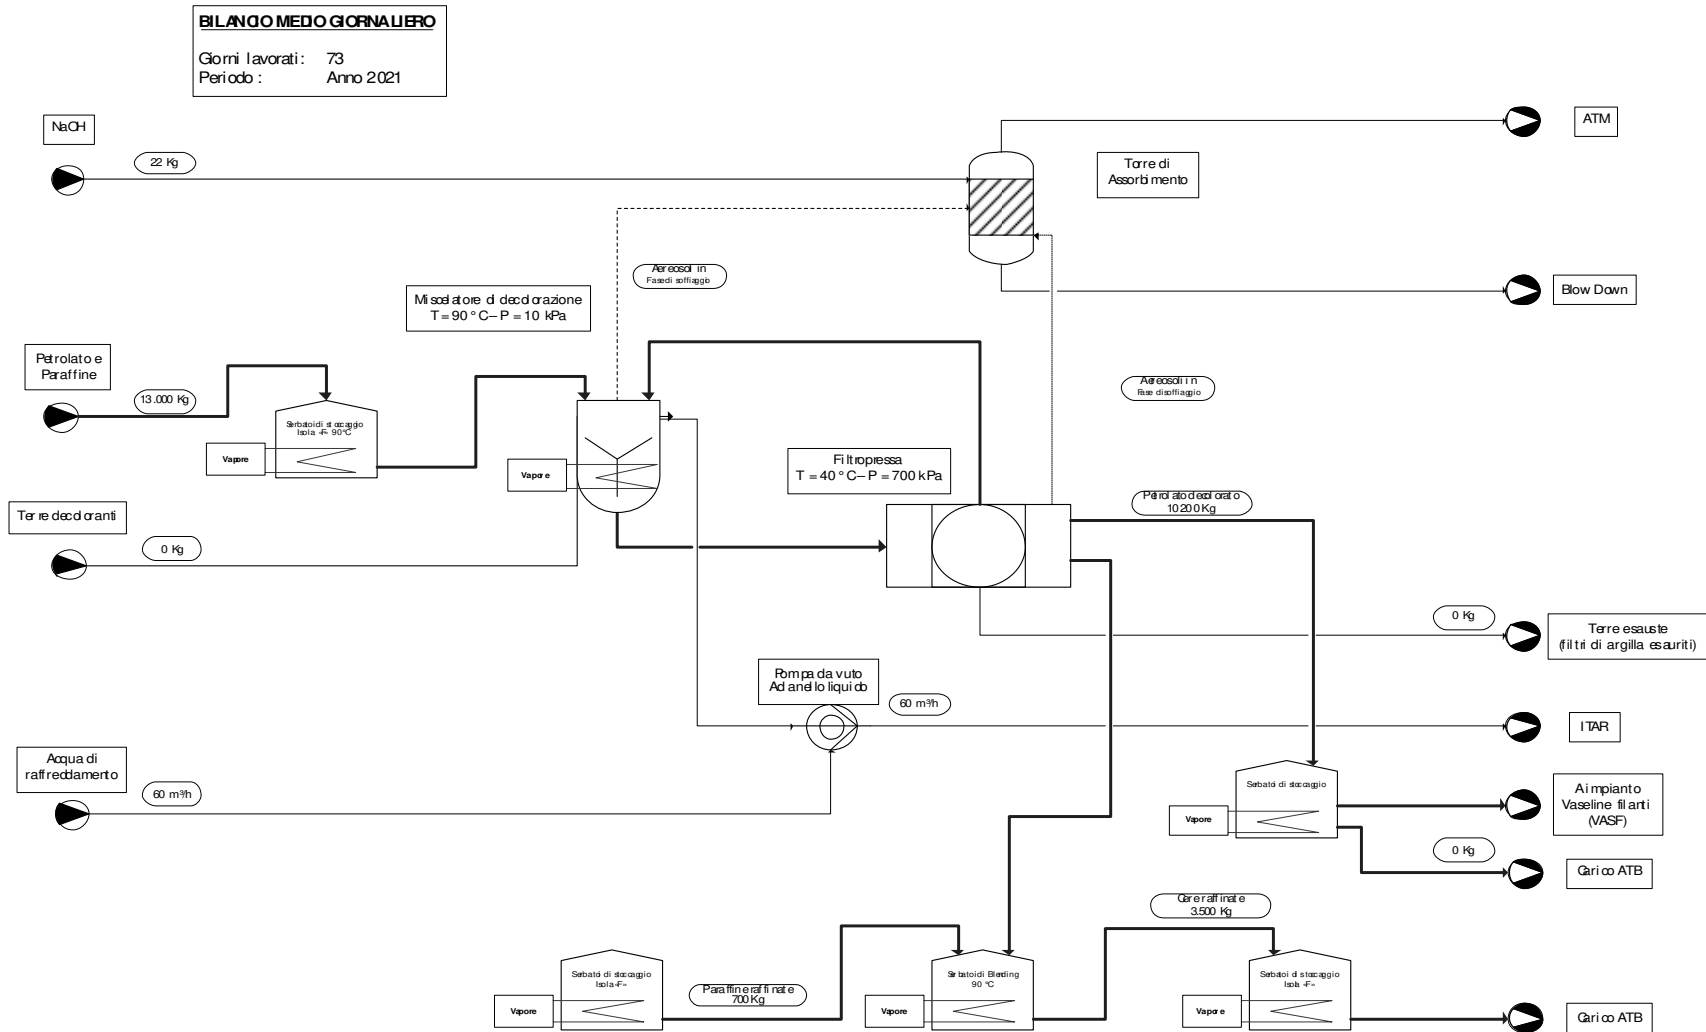 BILANCIO MEDIO GIORNALIERO
Giorni lavorati: 73
Periodo: Anno 2021
NaOH
22 Kg
ATM
Torre di
Assorbimento
Aereosol in
Fase di soffiaggio
Blow Down
Miscelatore di decolorazione
T = 90 °C – P = 10 kPa
Petrolato e
Paraffine
13.000 Kg
Serbatoi di stoccaggio
Isola «F» 90°C
Vapore
Vapore
Aereosoli in
Fase di soffiaggio
Filtropressa
T = 40 °C – P = 700 kPa
Petrolato decolorato
10200 Kg
Terre decoloranti
0 Kg
0 Kg
Terre esauste
(filtri di argilla esauriti)
Pompa da vuto
Ad anello liquido
60 m³/h
ITAR
Acqua di
raffreddamento
60 m³/h
Serbatoi di stoccaggio
Vapore
A impianto
Vaseline filanti
(VASF)
0 Kg
Carico ATB
Cere raffinate
3.500 Kg
Serbatoi di stoccaggio
Isola «F»
Vapore
Paraffine raffinate
700 Kg
Serbatoi di Blending
90 °C
Vapore
Serbatoi di stoccaggio
Isola «F»
Vapore
Carico ATB